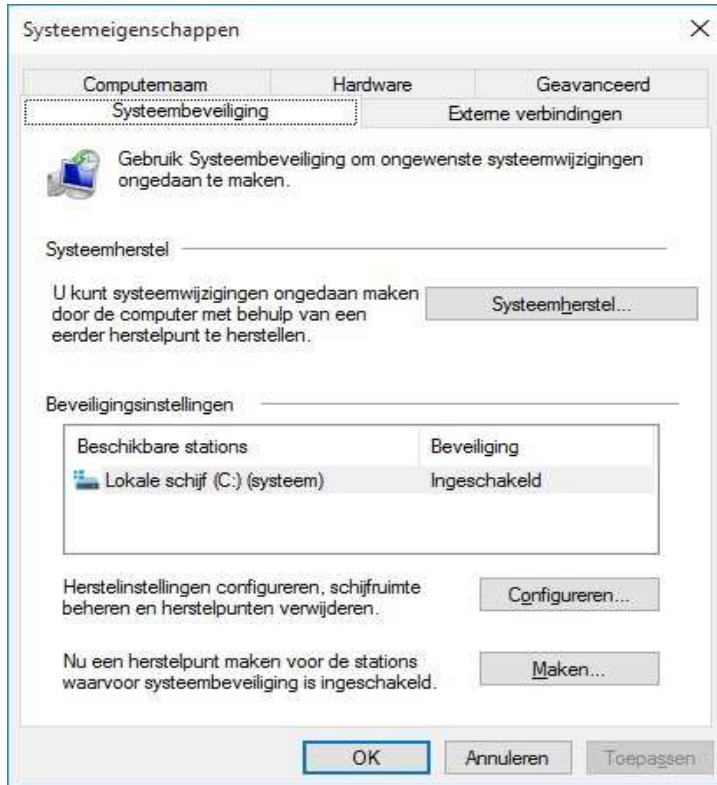 Systeemeigenschappen
Computernaam
Hardware
Geavanceerd
Systeembeveiliging
Externe verbindingen
Gebruik Systeembeveiliging om ongewenste systeemwijzigingen
ongedaan te maken.
Systeemherstel
U kunt systeemwijzigingen ongedaan maken
door de computer met behulp van een
eerder herstelpunt te herstellen.
Systeemherstel...
Beveiligingsinstellingen
Beschikbare stations
Beveiliging
Lokale schijf (C:) (systeem)
Ingeschakeld
Herstelinstellingen configureren, schijfruimte
beheren en herstelpunten verwijderen.
Configureren...
Nu een herstelpunt maken voor de stations
waarvoor systeembeveiliging is ingeschakeld.
Maken...
OK
Annuleren
Toepassen